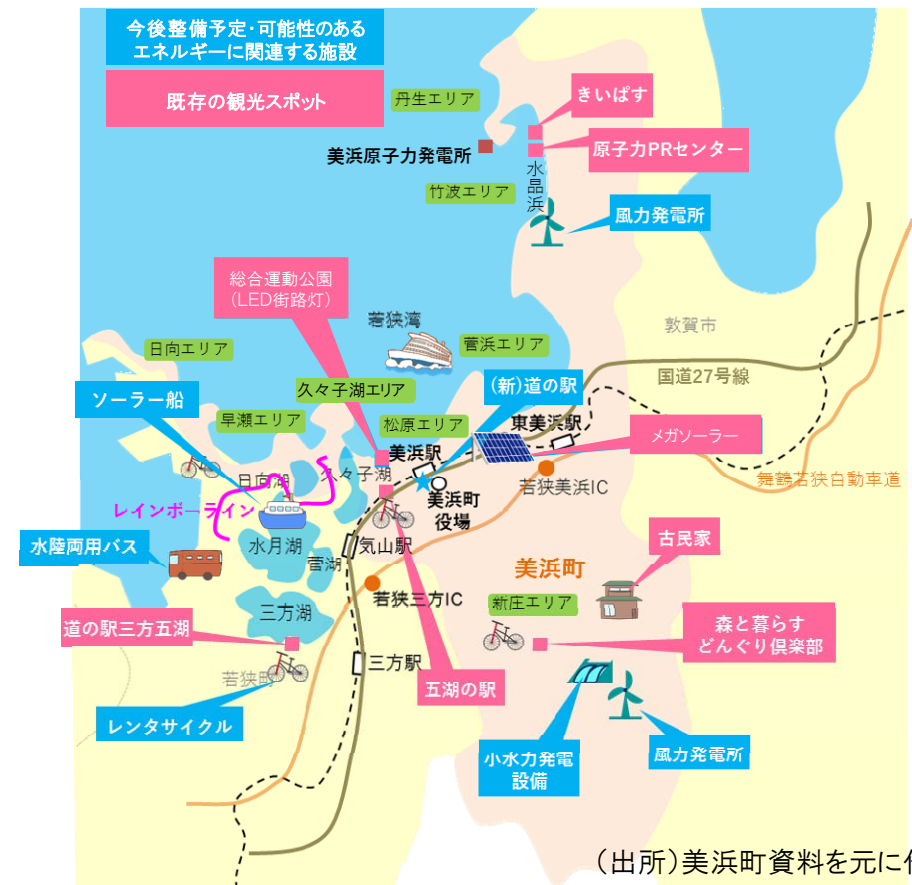 今後整備予定・可能性のある
エネルギーに関連する施設
既存の観光スポット
丹生エリア
きいぱす
美浜原子力発電所
原子力PRセンター
水晶浜
竹波エリア
風力発電所
総合運動公園
（LED街路灯）
若狭湾
敦賀市
日向エリア
菅浜エリア
国道27号線
ソーラー船
久々子湖エリア
(新)道の駅
早瀬エリア
松原エリア
東美浜駅
メガソーラー
美浜駅
久々子湖
日向湖
若狭美浜IC
舞鶴若狭自動車道
レインボーライン
美浜町
役場
水陸両用バス
水月湖
気山駅
古民家
菅湖
美浜町
若狭三方IC
新庄エリア
三方湖
道の駅三方五湖
森と暮らす
どんぐり倶楽部
三方駅
若狭町
五湖の駅
レンタサイクル
小水力発電
設備
風力発電所
（出所）美浜町資料を元に